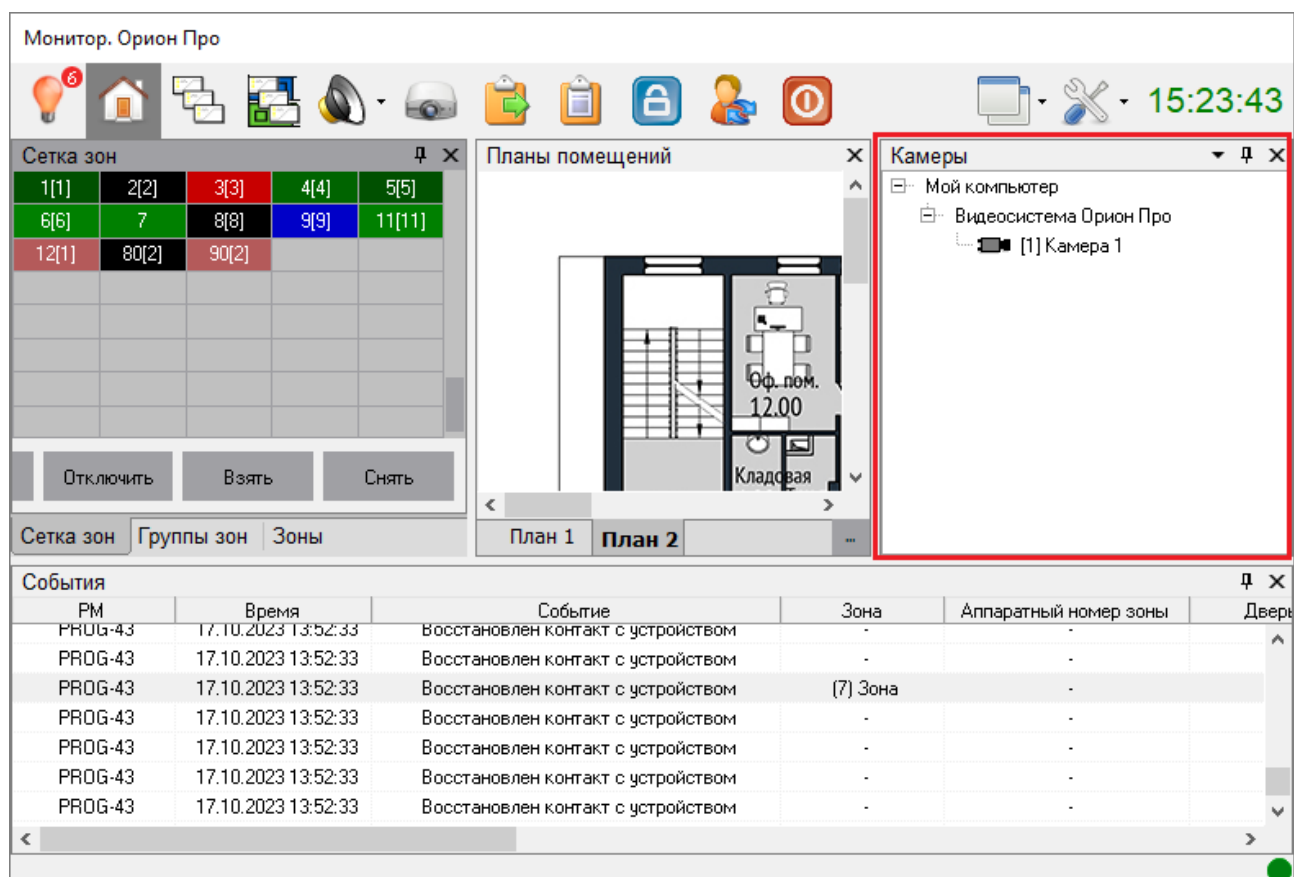 Монитор. Орион Про
6
15:23:43
Сетка зон
1[1] 2[2] 3[3] 4[4] 5[5]
6[6] 7 8[8] 9[9] 11[11]
12[1] 80[2] 90[2]
Отключить Взять Снять
Сетка зон Группы зон Зоны
Планы помещений
Оф. пом.
12.00
Кладовая
План 1 План 2 ...
Камеры
Мой компьютер
Видеосистема Орион Про
[1] Камера 1
События
РМ Время Событие Зона Аппаратный номер зоны Дверь
PROG-43 17.10.2023 13:52:33 Восстановлен контакт с устройством - -
PROG-43 17.10.2023 13:52:33 Восстановлен контакт с устройством - -
PROG-43 17.10.2023 13:52:33 Восстановлен контакт с устройством (7) Зона -
PROG-43 17.10.2023 13:52:33 Восстановлен контакт с устройством - -
PROG-43 17.10.2023 13:52:33 Восстановлен контакт с устройством - -
PROG-43 17.10.2023 13:52:33 Восстановлен контакт с устройством - -
PROG-43 17.10.2023 13:52:33 Восстановлен контакт с устройством - -